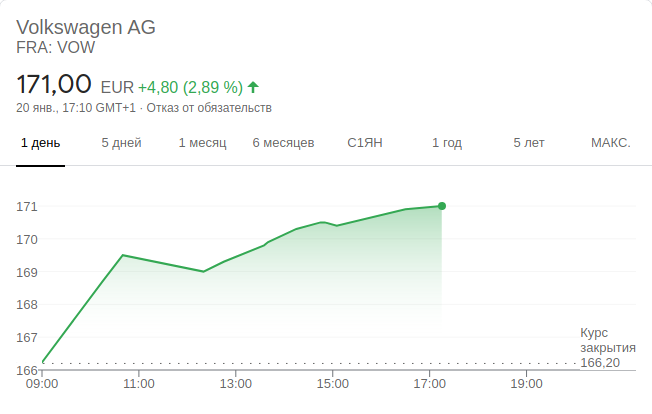 Volkswagen AG
FRA: VOW
171,00 EUR +4,80 (2,89 %)
20 янв., 17:10 GMT+1 · Отказ от обязательств
1 день 5 дней 1 месяц 6 месяцев С1ЯН 1 год 5 лет МАКС.
171
170
169
168
167
Курс
закрытия
166,20
166
09:00 11:00 13:00 15:00 17:00 19:00